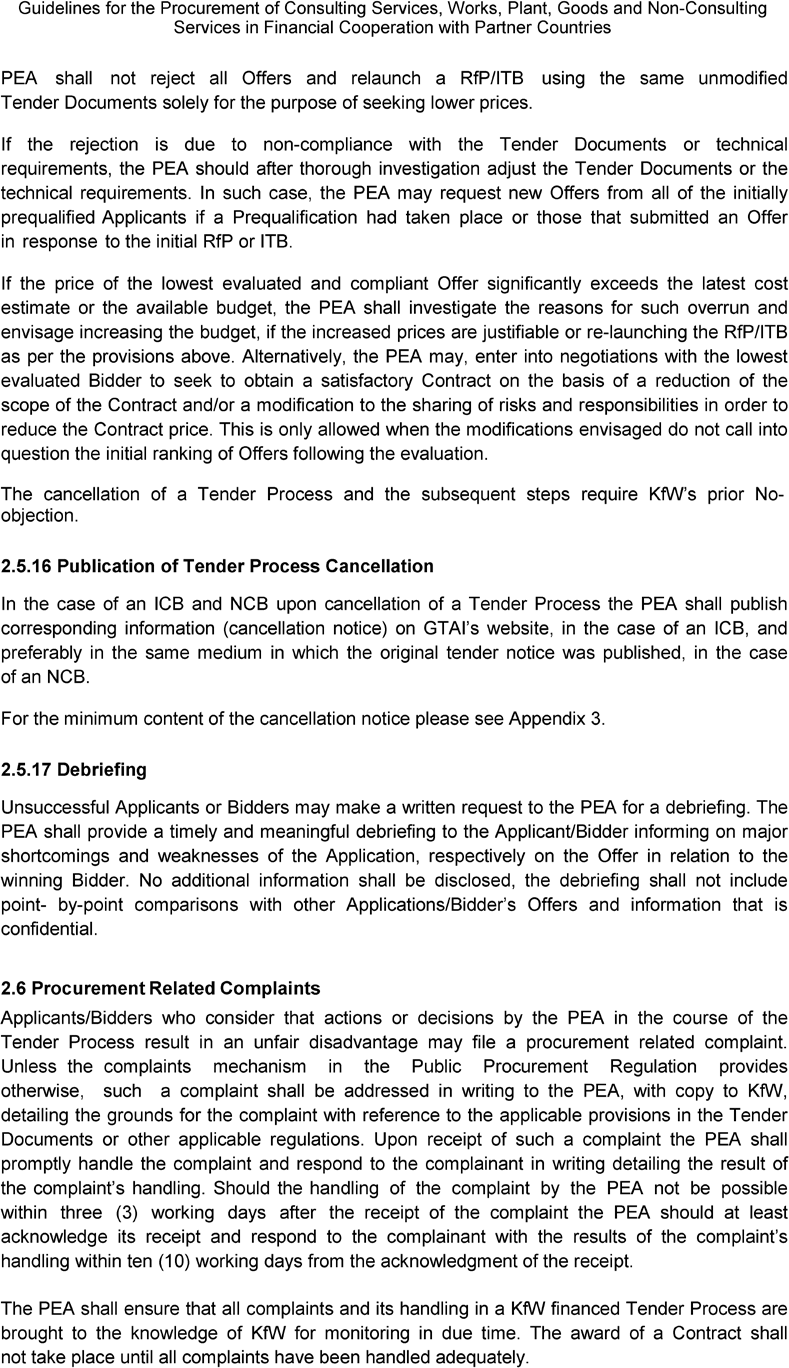 Guidelines for the Procurement of Consulting Services, Works, Plant, Goods and Non-Consulting
Services in Financial Cooperation with Partner Countries
PEA shall not reject all Offers and relaunch a RfP/ITB using the same unmodified
Tender Documents solely for the purpose of seeking lower prices.
If the rejection is due to non-compliance with the Tender Documents or technical
requirements, the PEA should after thorough investigation adjust the Tender Documents or the
technical requirements. In such case, the PEA may request new Offers from all of the initially
prequalified Applicants if a Prequalification had taken place or those that submitted an Offer
in response to the initial RfP or ITB.
If the price of the lowest evaluated and compliant Offer significantly exceeds the latest cost
estimate or the available budget, the PEA shall investigate the reasons for such overrun and
envisage increasing the budget, if the increased prices are justifiable or re-launching the RfP/ITB
as per the provisions above. Alternatively, the PEA may, enter into negotiations with the lowest
evaluated Bidder to seek to obtain a satisfactory Contract on the basis of a reduction of the
scope of the Contract and/or a modification to the sharing of risks and responsibilities in order to
reduce the Contract price. This is only allowed when the modifications envisaged do not call into
question the initial ranking of Offers following the evaluation.
The cancellation of a Tender Process and the subsequent steps require KfW's prior No-
objection.
2.5.16 Publication of Tender Process Cancellation
In the case of an ICB and NCB upon cancellation of a Tender Process the PEA shall publish
corresponding information (cancellation notice) on GTAI's website, in the case of an ICB, and
preferably in the same medium in which the original tender notice was published, in the case
of an NCB.
For the minimum content of the cancellation notice please see Appendix 3.
2.5.17 Debriefing
Unsuccessful Applicants or Bidders may make a written request to the PEA for a debriefing. The
PEA shall provide a timely and meaningful debriefing to the Applicant/Bidder informing on major
shortcomings and weaknesses of the Application, respectively on the Offer in relation to the
winning Bidder. No additional information shall be disclosed, the debriefing shall not include
point- by-point comparisons with other Applications/Bidder's Offers and information that is
confidential.
2.6 Procurement Related Complaints
Applicants/Bidders who consider that actions or decisions by the PEA in the course of the
Tender Process result in an unfair disadvantage may file a procurement related complaint.
Unless the complaints mechanism in the Public Procurement Regulation provides
otherwise, such a complaint shall be addressed in writing to the PEA, with copy to KfW,
detailing the grounds for the complaint with reference to the applicable provisions in the Tender
Documents or other applicable regulations. Upon receipt of such a complaint the PEA shall
promptly handle the complaint and respond to the complainant in writing detailing the result of
the complaint's handling. Should the handling of the complaint by the PEA not be possible
within three (3) working days after the receipt of the complaint the PEA should at least
acknowledge its receipt and respond to the complainant with the results of the complaint's
handling within ten (10) working days from the acknowledgment of the receipt.
The PEA shall ensure that all complaints and its handling in a KfW financed Tender Process are
brought to the knowledge of KfW for monitoring in due time. The award of a Contract shall
not take place until all complaints have been handled adequately.